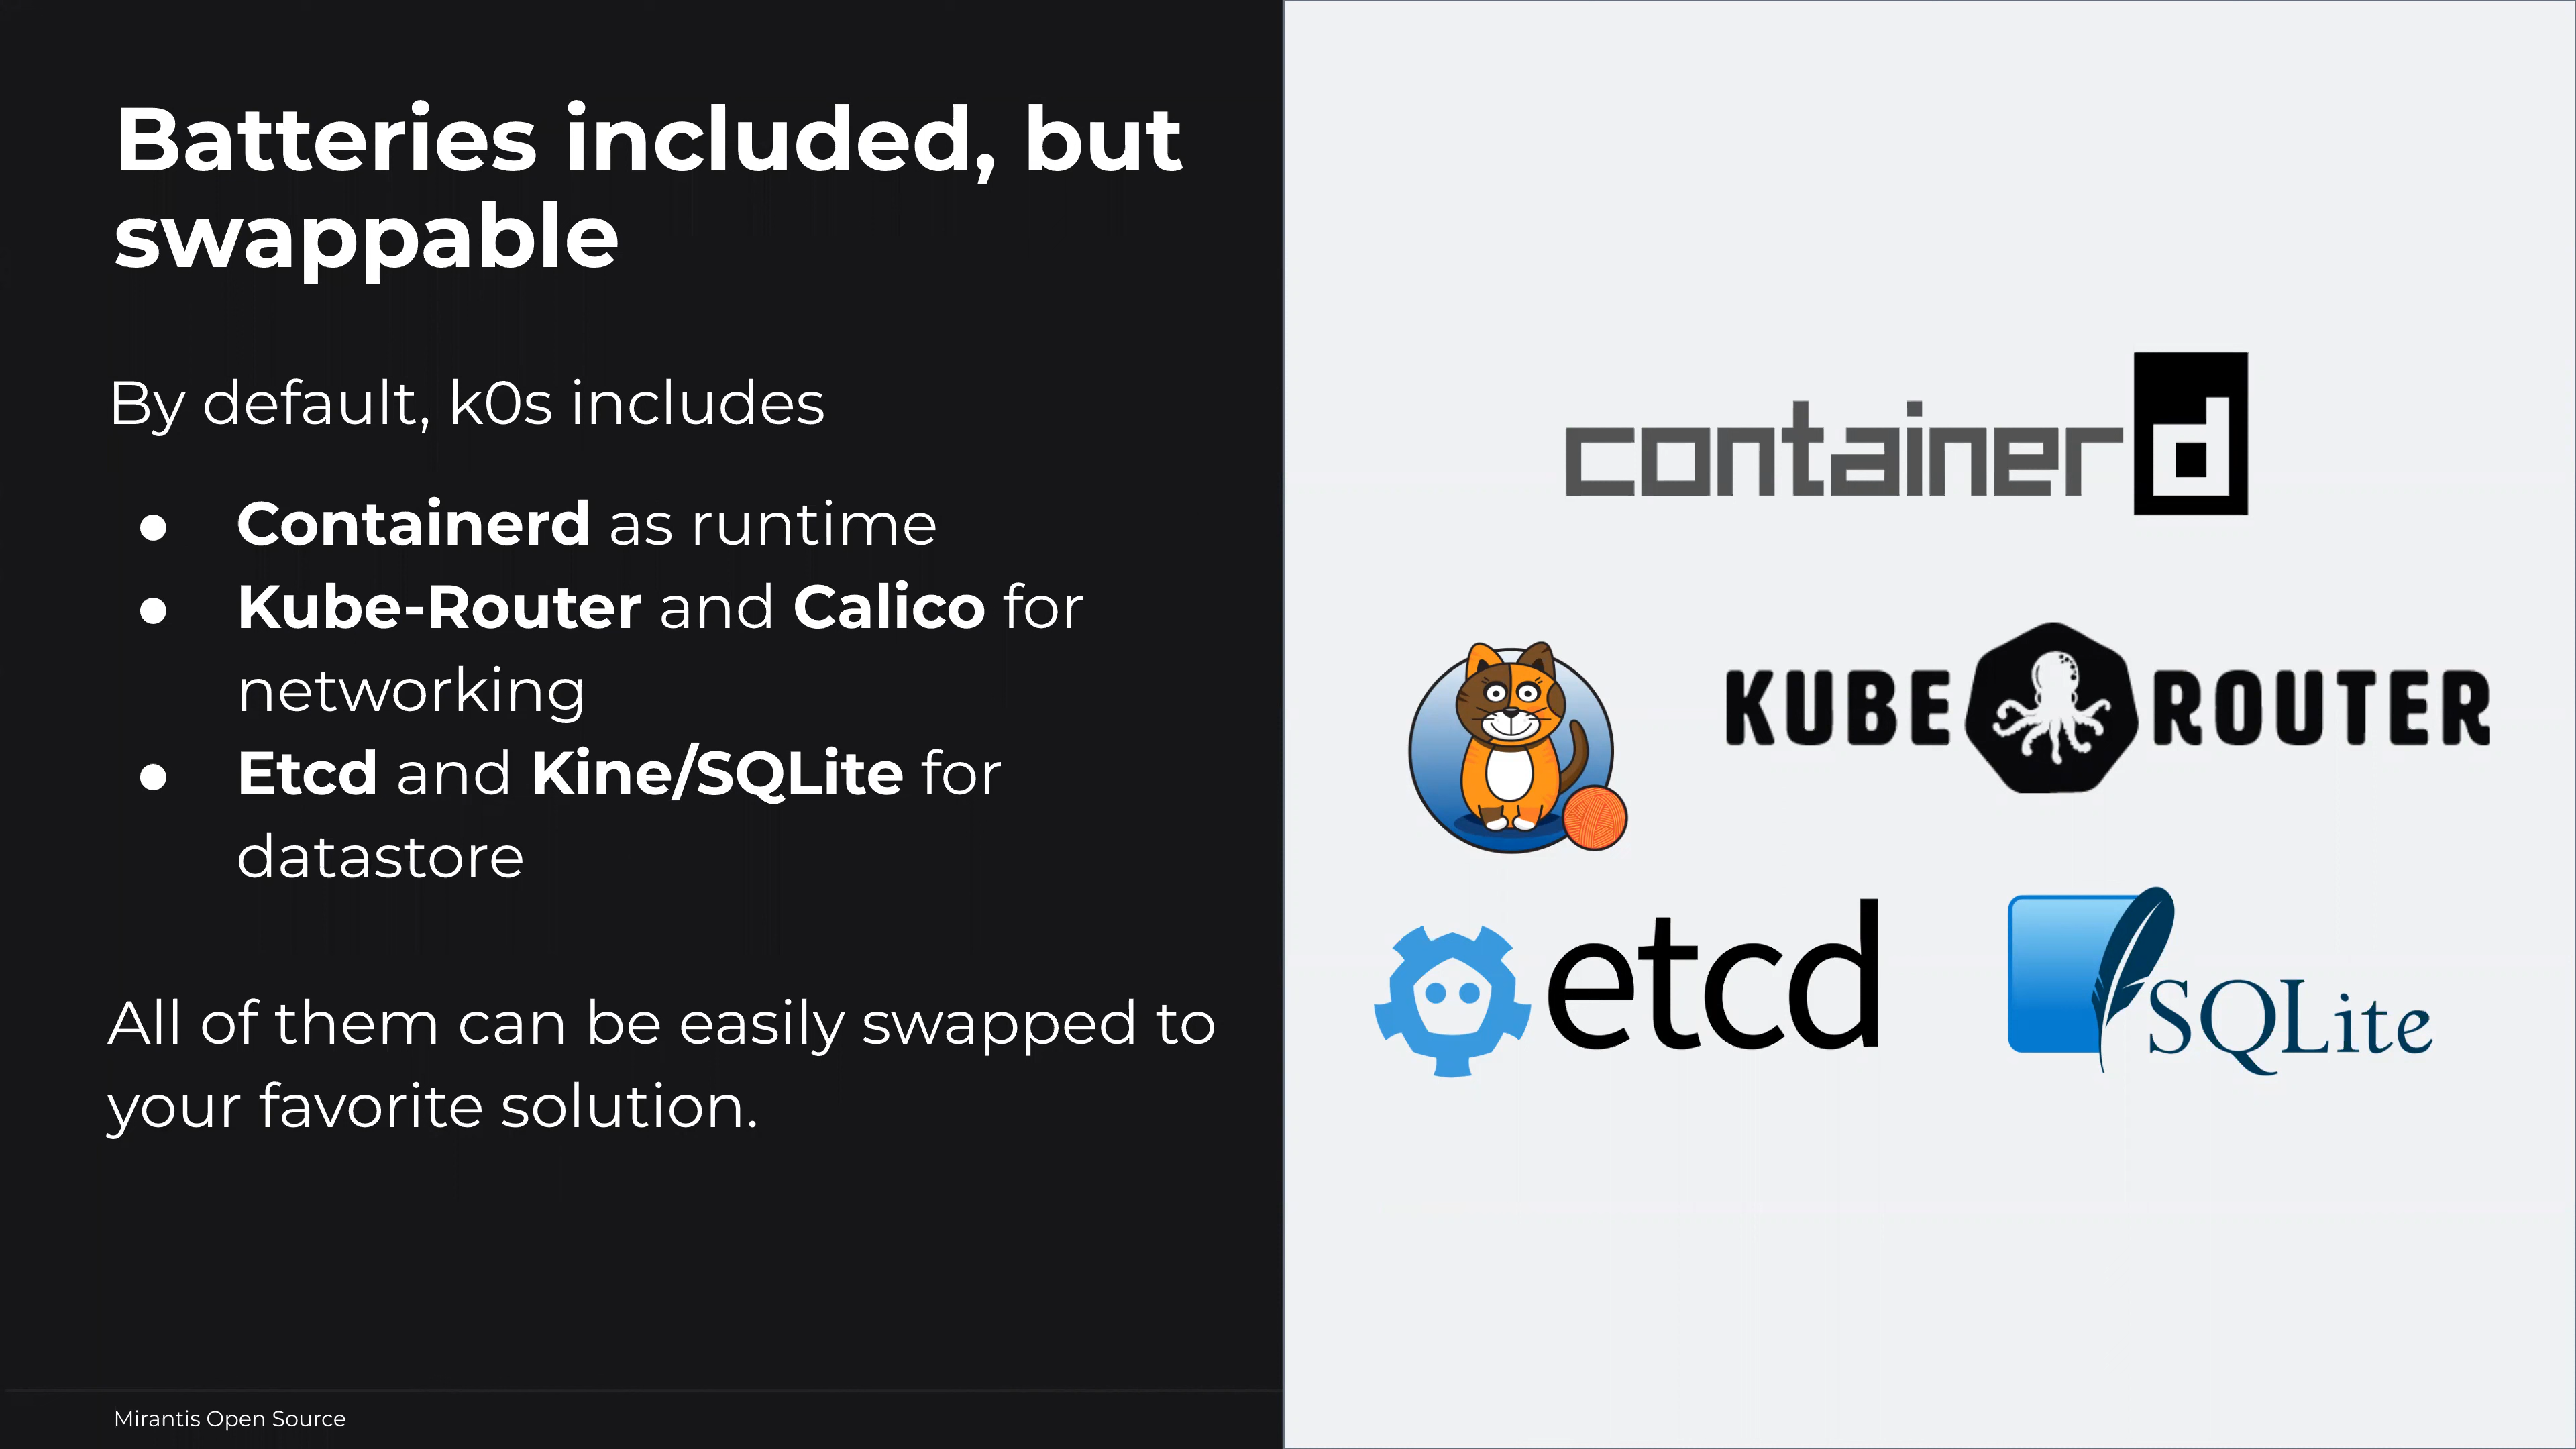 Batteries included, but
swappable
By default, k0s includes
● Containerd as runtime
● Kube-Router and Calico for
networking
● Etcd and Kine/SQLite for
datastore
All of them can be easily swapped to
your favorite solution.
Mirantis Open Source
containerd
KUBE ROUTER
etcd
SQLite